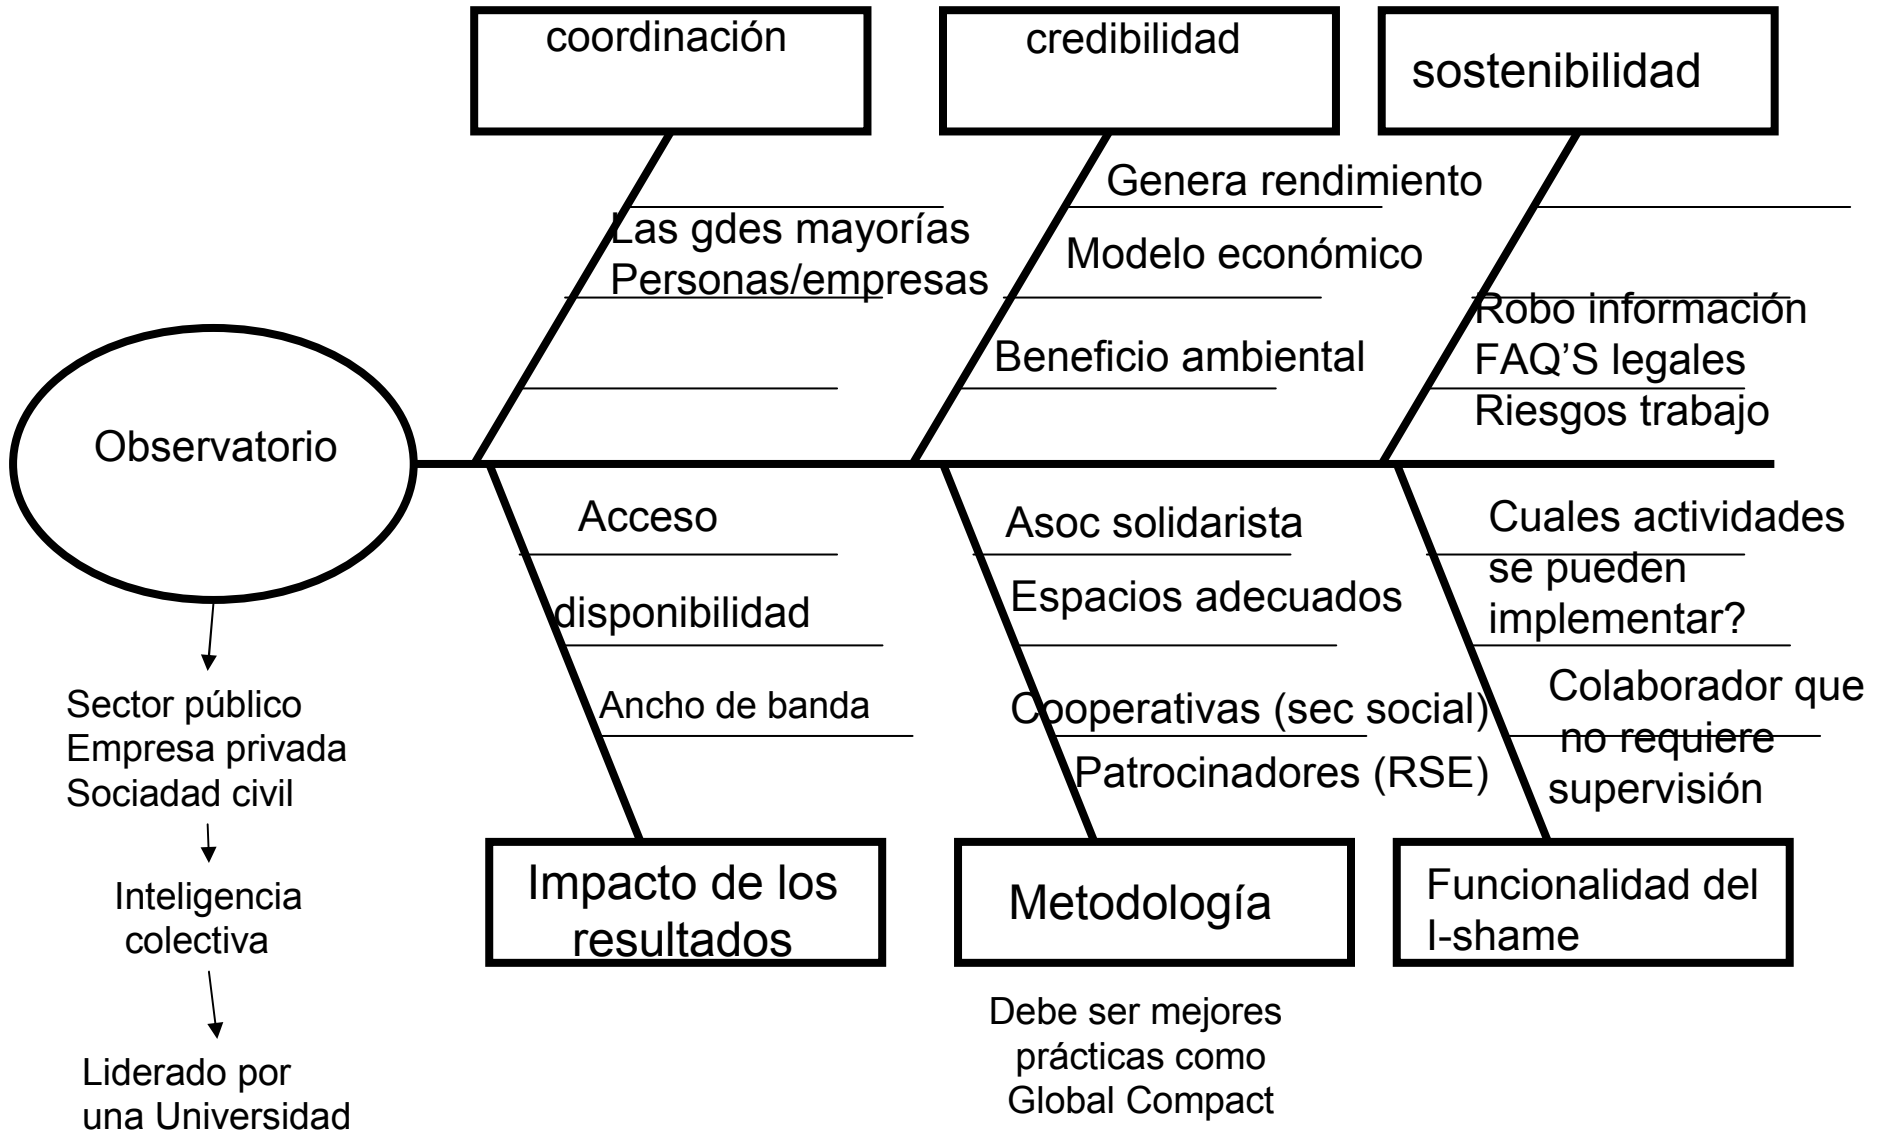 coordinación
credibilidad
sostenibilidad
Las gdes mayorías
Personas/empresas
Genera rendimiento
Modelo económico
Beneficio ambiental
Robo información
FAQ'S legales
Riesgos trabajo
Observatorio
Acceso
disponibilidad
Ancho de banda
Asoc solidarista
Espacios adecuados
Cooperativas (sec social)
Patrocinadores (RSE)
Cuales actividades
se pueden
implementar?
Colaborador que
no requiere
supervisión
Sector público
Empresa privada
Sociadad civil
Inteligencia
colectiva
Liderado por
una Universidad
Impacto de los
resultados
Metodología
Funcionalidad del
I-shame
Debe ser mejores
prácticas como
Global Compact